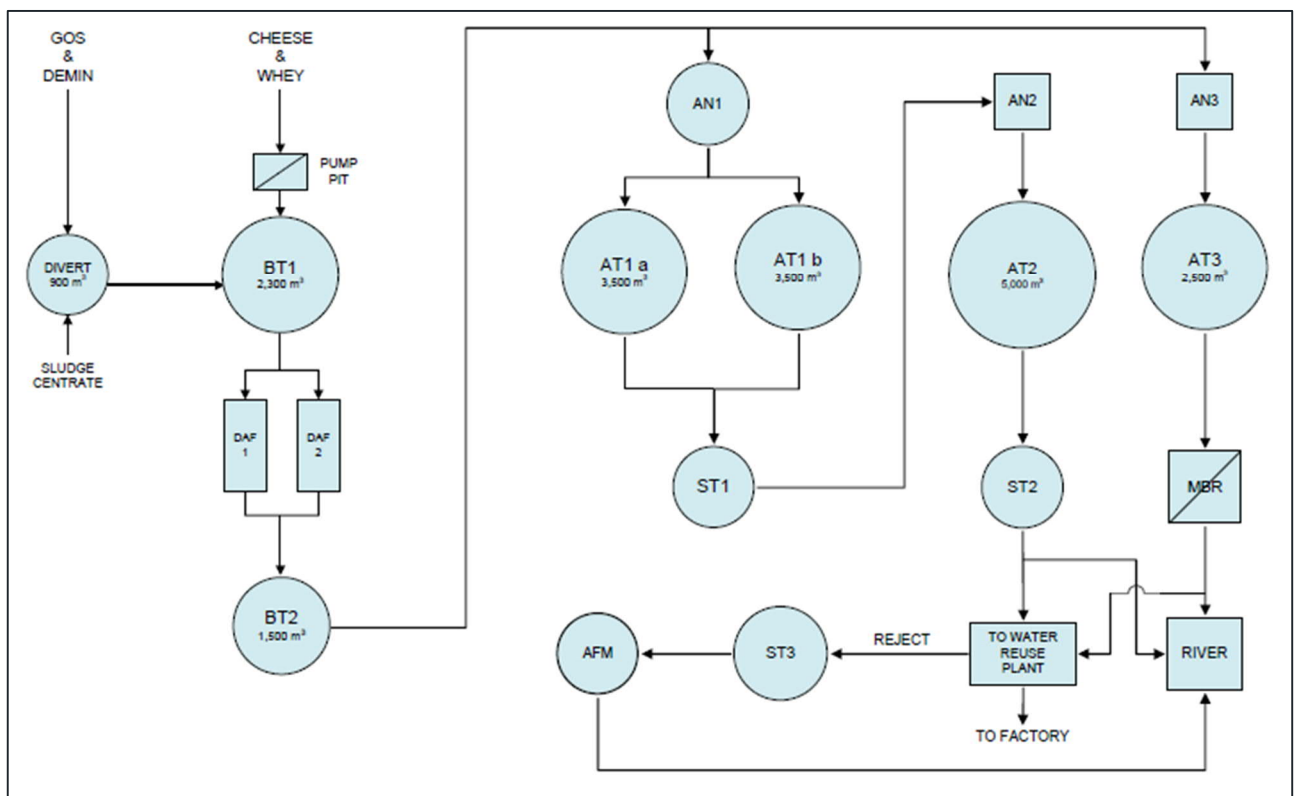 GOS
&
DEMIN
CHEESE
&
WHEY
PUMP
PIT
DIVERT
900 m³
SLUDGE
CENTRATE
BT1
2,300 m³
DAF
1
DAF
2
BT2
1,500 m³
AN1
AN2
AN3
AT1 a
3,500 m³
AT1 b
3,500 m³
AT2
5,000 m³
AT3
2,500 m³
ST1
ST2
MBR
AFM
ST3
REJECT
TO WATER
REUSE
PLANT
RIVER
TO FACTORY